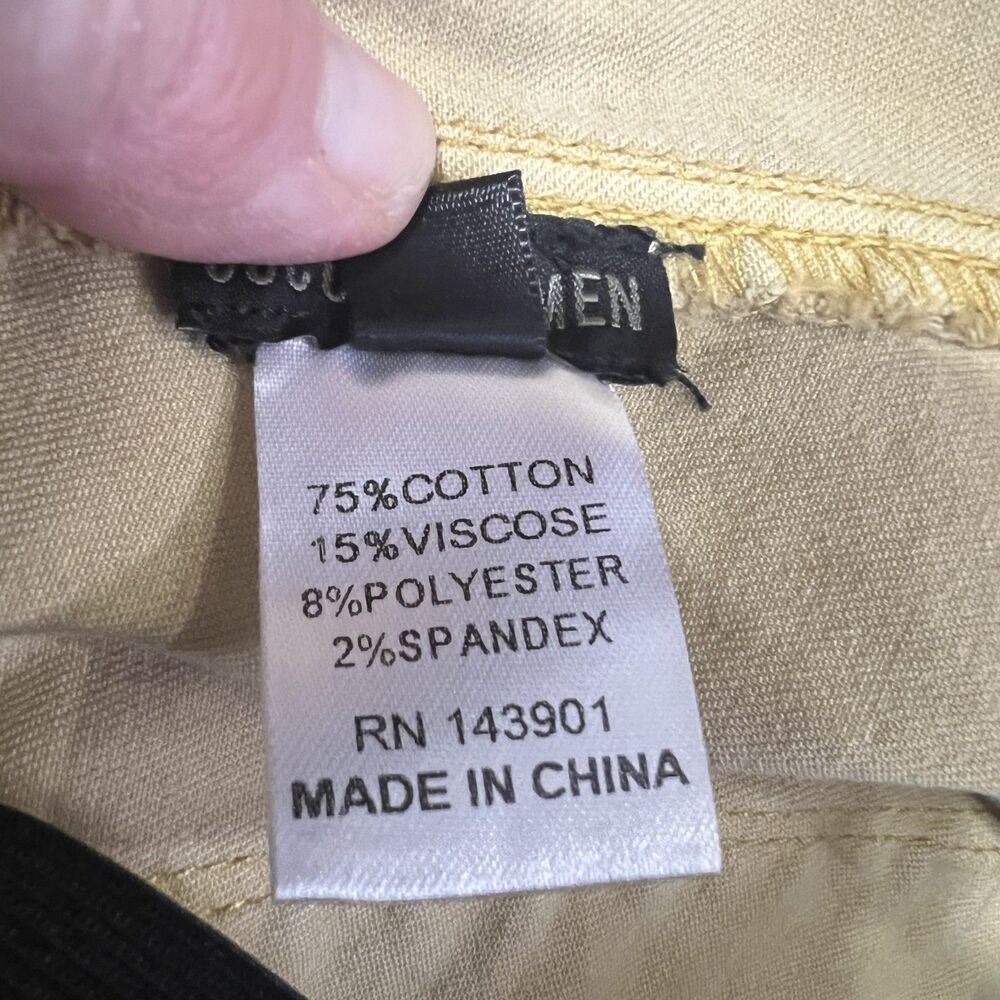 MEN
75%COTTON
15%VISCOSE
8%POLYESTER
2%SPANDEX
RN 143901
MADE IN CHINA